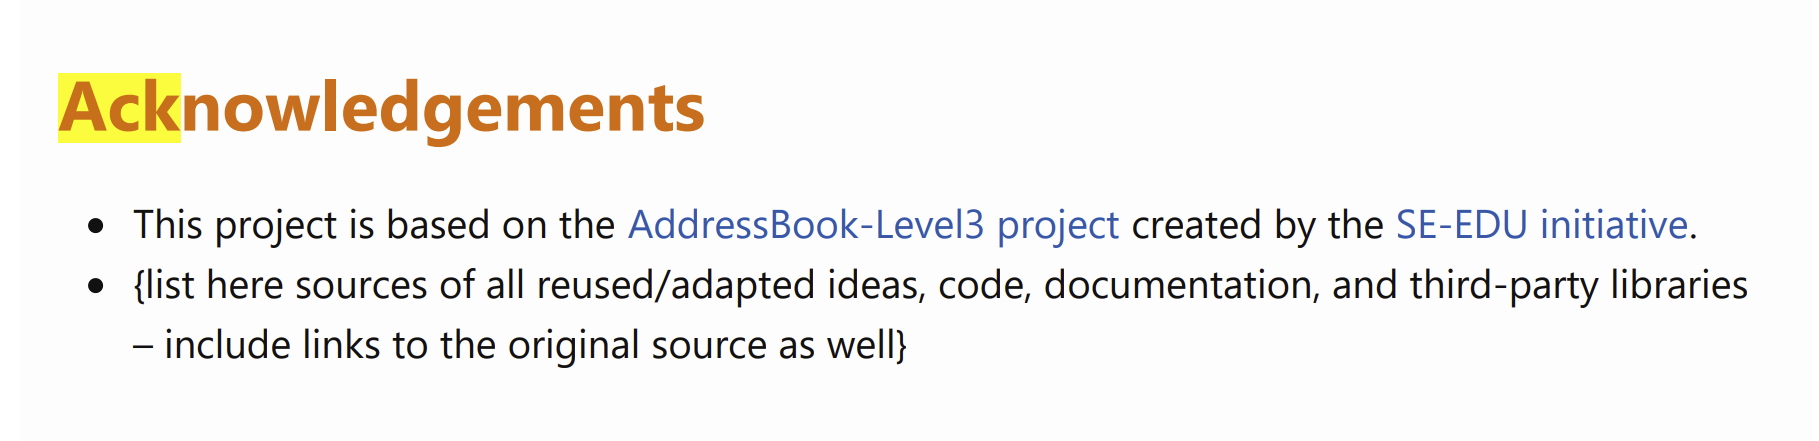 Acknowledgements
This project is based on the AddressBook-Level3 project created by the SE-EDU initiative.
{list here sources of all reused/adapted ideas, code, documentation, and third-party libraries
– include links to the original source as well}